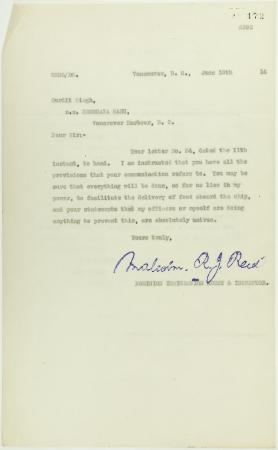 172
Vancouver, B. C., June 12th 14
Gurdit Singh,
s.s. KOMAGATA MARU,
Vancouver Harbour, B. C.
Dear Sir:-
Your letter No. 24, dated the 11th
instant, to hand. I am instructed that you have all the
provisions that your communication refers to. You may be
sure that everything will be done, so far as lies in my
power, to facilitate the delivery of food aboard the ship,
and your statements that my officers or myself are doing
anything to prevent this, are absolutely untrue.
Yours truly,
Malcolm. R. J. Reid
DOMINION IMMIGRATION AGENT & INSPECTOR.